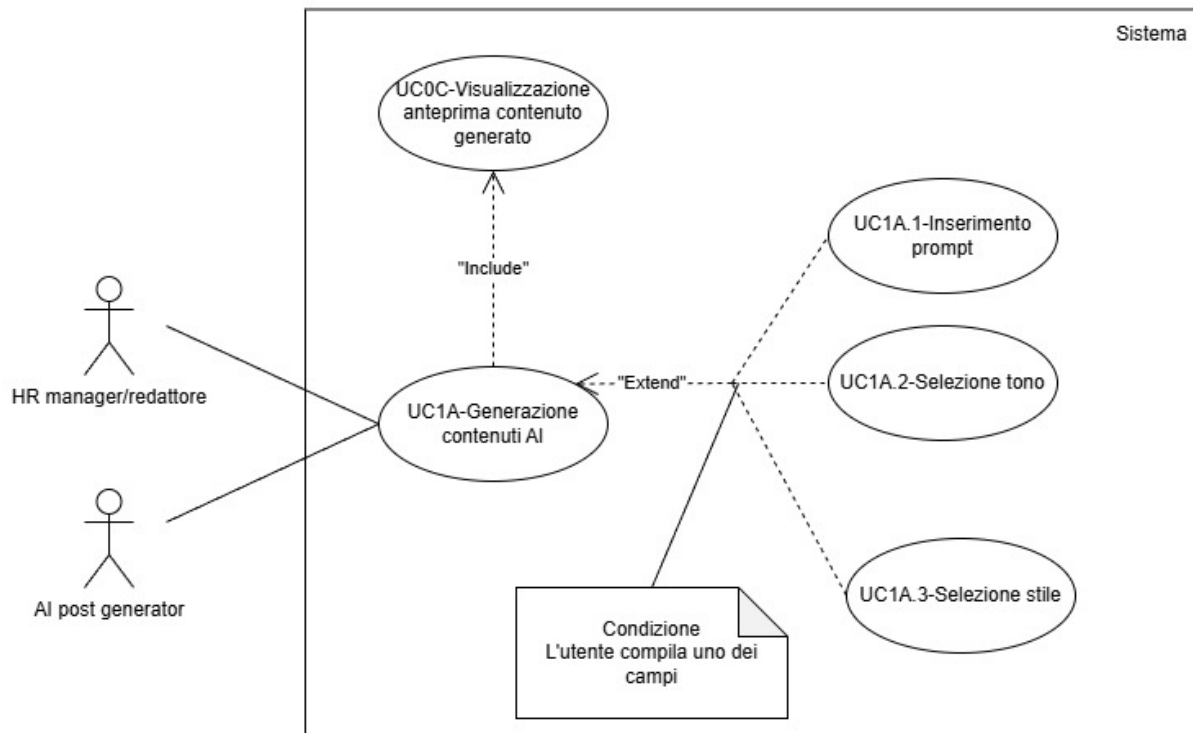 Sistema
UC0C-Visualizzazione
anteprima contenuto
generato
UC1A.1-Inserimento
prompt
"Include"
HR manager/redattore
"Extend"
UC1A.2-Selezione tono
UC1A-Generazione
contenuti AI
AI post generator
UC1A.3-Selezione stile
Condizione
L'utente compila uno dei
campi